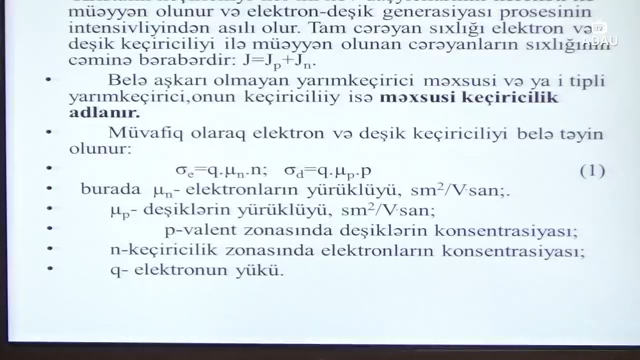 müəyyən olunur və elektron-deşik generasiyası prosesinin
intensivliyindən asılı olur. Tam cərəyan sıxlığı elektron və
deşik keçiriciliyi ilə müəyyən olunan cərəyanların sıxlığının
cəminə bərabərdir: J=Jₚ+Jₙ.
• Belə aşkarı olmayan yarımkeçirici məxsusi və ya i tipli
yarımkeçirici,onun keçiriciliiy isə məxsusi keçiricilik
adlanır.
• Müvafiq olaraq elektron və deşik keçiriciliyi belə təyin
olunur:
• σₑ=q.μₙ.n; σd=q.μₚ.p (1)
• burada μₙ- elektronların yürüklüyü, sm²/V·san;.
• μₚ- deşiklərin yürüklüyü, sm²/V·san;
• p-valent zonasında deşiklərin konsentrasiyası;
• n-keçiricilik zonasında elektronların konsentrasiyası;
• q- elektronun yükü.